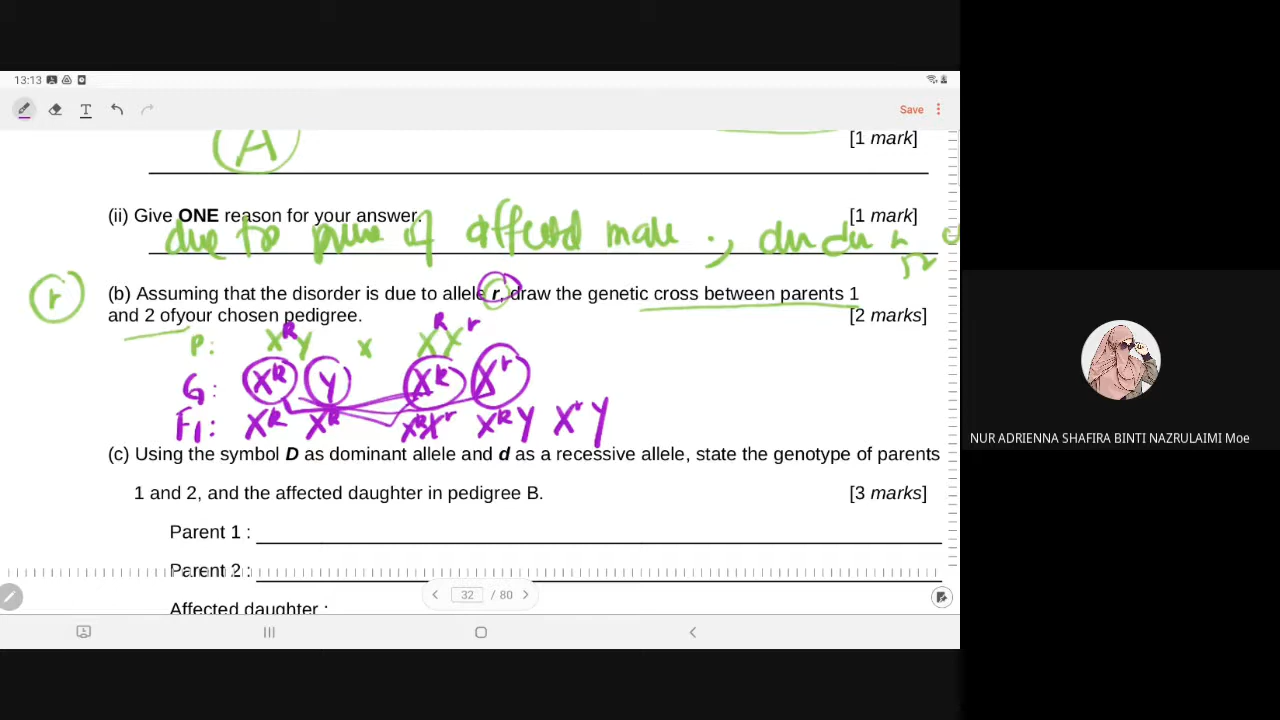 13:13
Save
A
[1 mark]
(ii) Give ONE reason for your answer. [1 mark]
due to affected male
r
(b) Assuming that the disorder is due to allele r, draw the genetic cross between parents 1
and 2 ofyour chosen pedigree. [2 marks]
P: X^R Y x X^R X^r
G: X^R Y X^R X^r
F1: X^R X^R X^R X^r X^R Y X^r Y
(c) Using the symbol D as dominant allele and d as a recessive allele, state the genotype of parents
1 and 2, and the affected daughter in pedigree B. [3 marks]
Parent 1 :
Parent 2 :
Affected daughter :
32 / 80
NUR ADRIENNA SHAFIRA BINTI NAZRULAIMI Moe